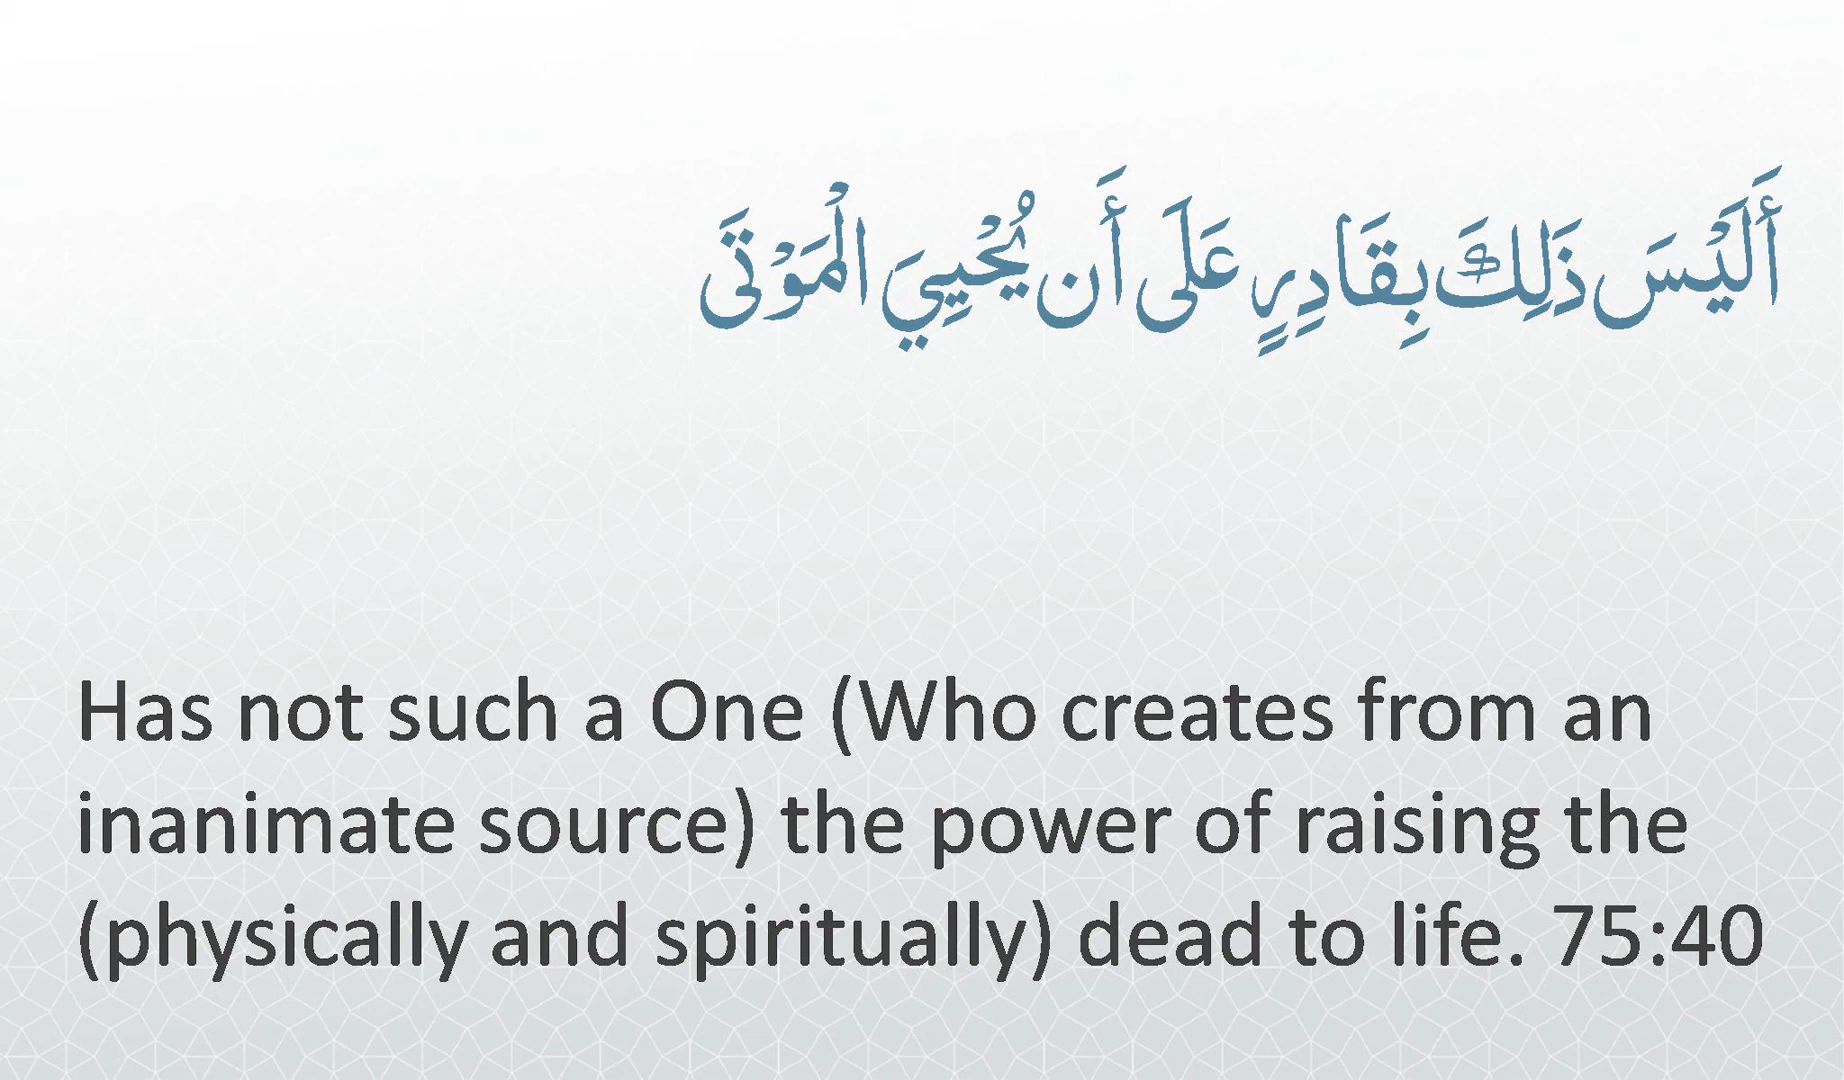 أَلَيْسَ ذَلِكَ بِقَادِرٍ عَلَى أَن يُحْيِيَ الْمَوْتَى
Has not such a One (Who creates from an
inanimate source) the power of raising the
(physically and spiritually) dead to life. 75:40